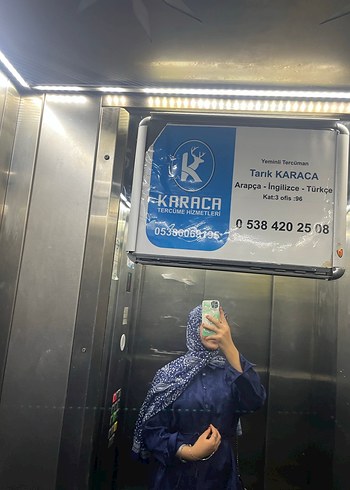 K
KARACA
TERCÜME HİZMETLERİ
Yeminli Tercüman
Tarık KARACA
Arapça - İngilizce - Türkçe
Kat:3 ofis :96
0 538 420 25 08